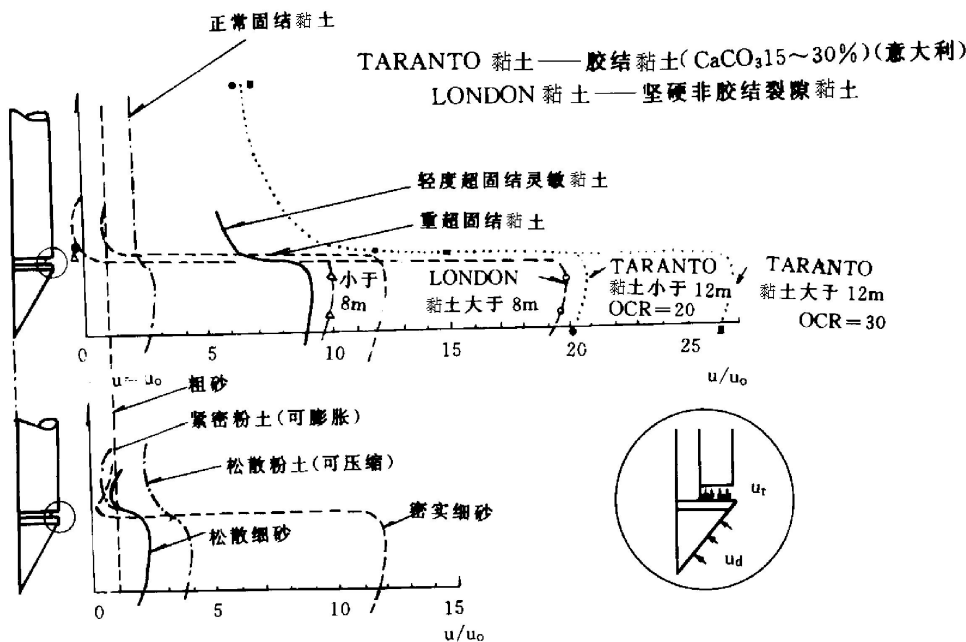 正常固结黏土
TARANTO 黏土——胶结黏土(CaCO₃15～30%)(意大利)
LONDON 黏土——坚硬非胶结裂隙黏土
轻度超固结灵敏黏土
重超固结黏土
小于
8m
LONDON
黏土大于 8m
TARANTO
黏土小于 12m
OCR=20
TARANTO
黏土大于 12m
OCR=30
0 5 10 15 20 25
u=u₀
u/u₀
粗砂
紧密粉土(可膨胀)
松散粉土(可压缩)
密实细砂
松散细砂
0 5 10 15
u/u₀
uₜ
u_d